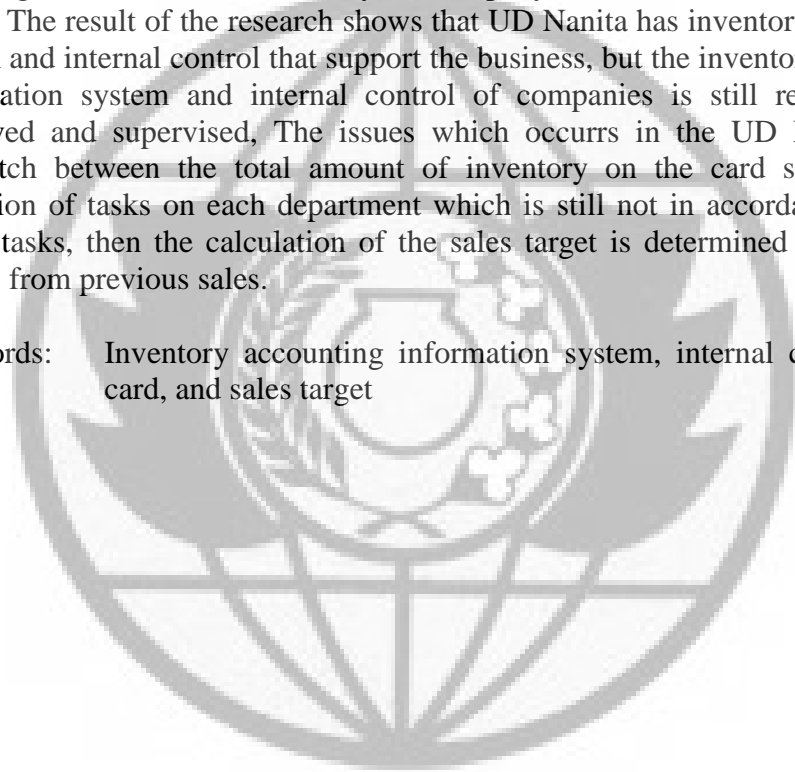 The result of the research shows that UD Nanita has inventor
and internal control that support the business, but the inventor
ation system and internal control of companies is still re
ved and supervised, The issues which occurrs in the UD
tch between the total amount of inventory on the card s
ion of tasks on each department which is still not in accorda
tasks, then the calculation of the sales target is determined
from previous sales.
ords: Inventory accounting information system, internal c
card, and sales target